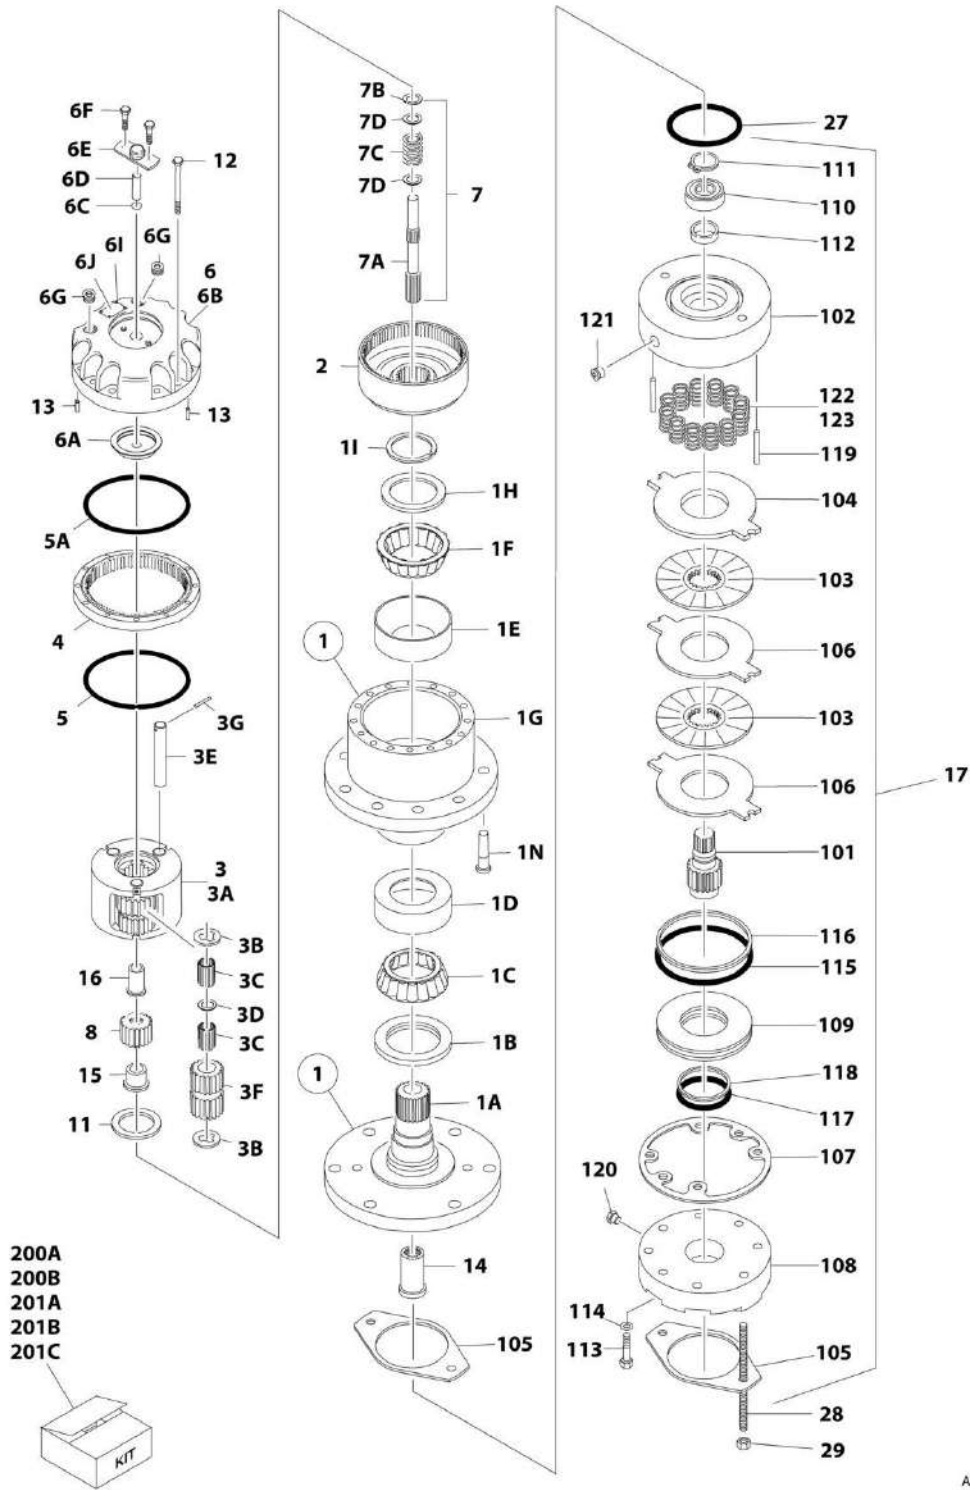 6F
6E
6D
6C
12
6I
6G
6J
6
6G
6B
13
13
6A
5A
4
5
3G
3E
3
3A
16
3B
3C
8
3D
3C
15
3F
11
3B
200A
200B
201A
201B
201C
KIT
7B
7D
7C
7D
7
7A
2
1I
1H
1F
1E
1
1G
1N
1D
1C
1B
1
1A
14
105
27
111
110
112
102
121
122
123
119
104
103
106
103
17
106
101
116
115
109
118
117
107
120
108
114
113
105
28
29
A